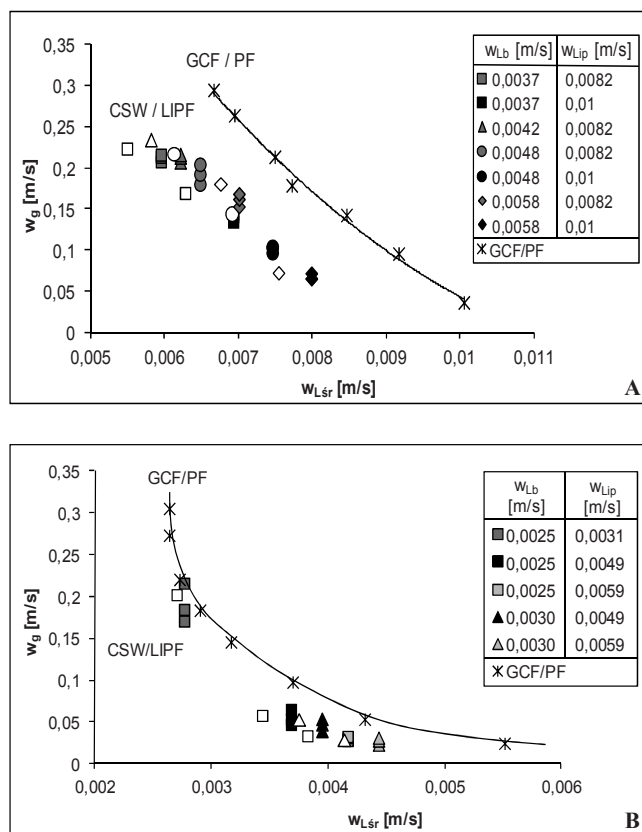 0,35
0,3
0,25
0,2
0,15
0,1
0,05
0
w_g [m/s]
GCF / PF
CSW / LIPF
0,005 0,006 0,007 0,008 0,009 0,01 0,011
w_Lśr [m/s]
w_Lb [m/s] w_Lip [m/s]
0,0037 0,0082
0,0037 0,01
0,0042 0,0082
0,0048 0,0082
0,0048 0,01
0,0058 0,0082
0,0058 0,01
GCF/PF
A
0,35
0,3
0,25
0,2
0,15
0,1
0,05
0
w_g [m/s]
GCF/PF
CSW/LIPF
0,002 0,003 0,004 0,005 0,006
w_Lśr [m/s]
w_Lb w_Lip
[m/s] [m/s]
0,0025 0,0031
0,0025 0,0049
0,0025 0,0059
0,0030 0,0049
0,0030 0,0059
GCF/PF
B